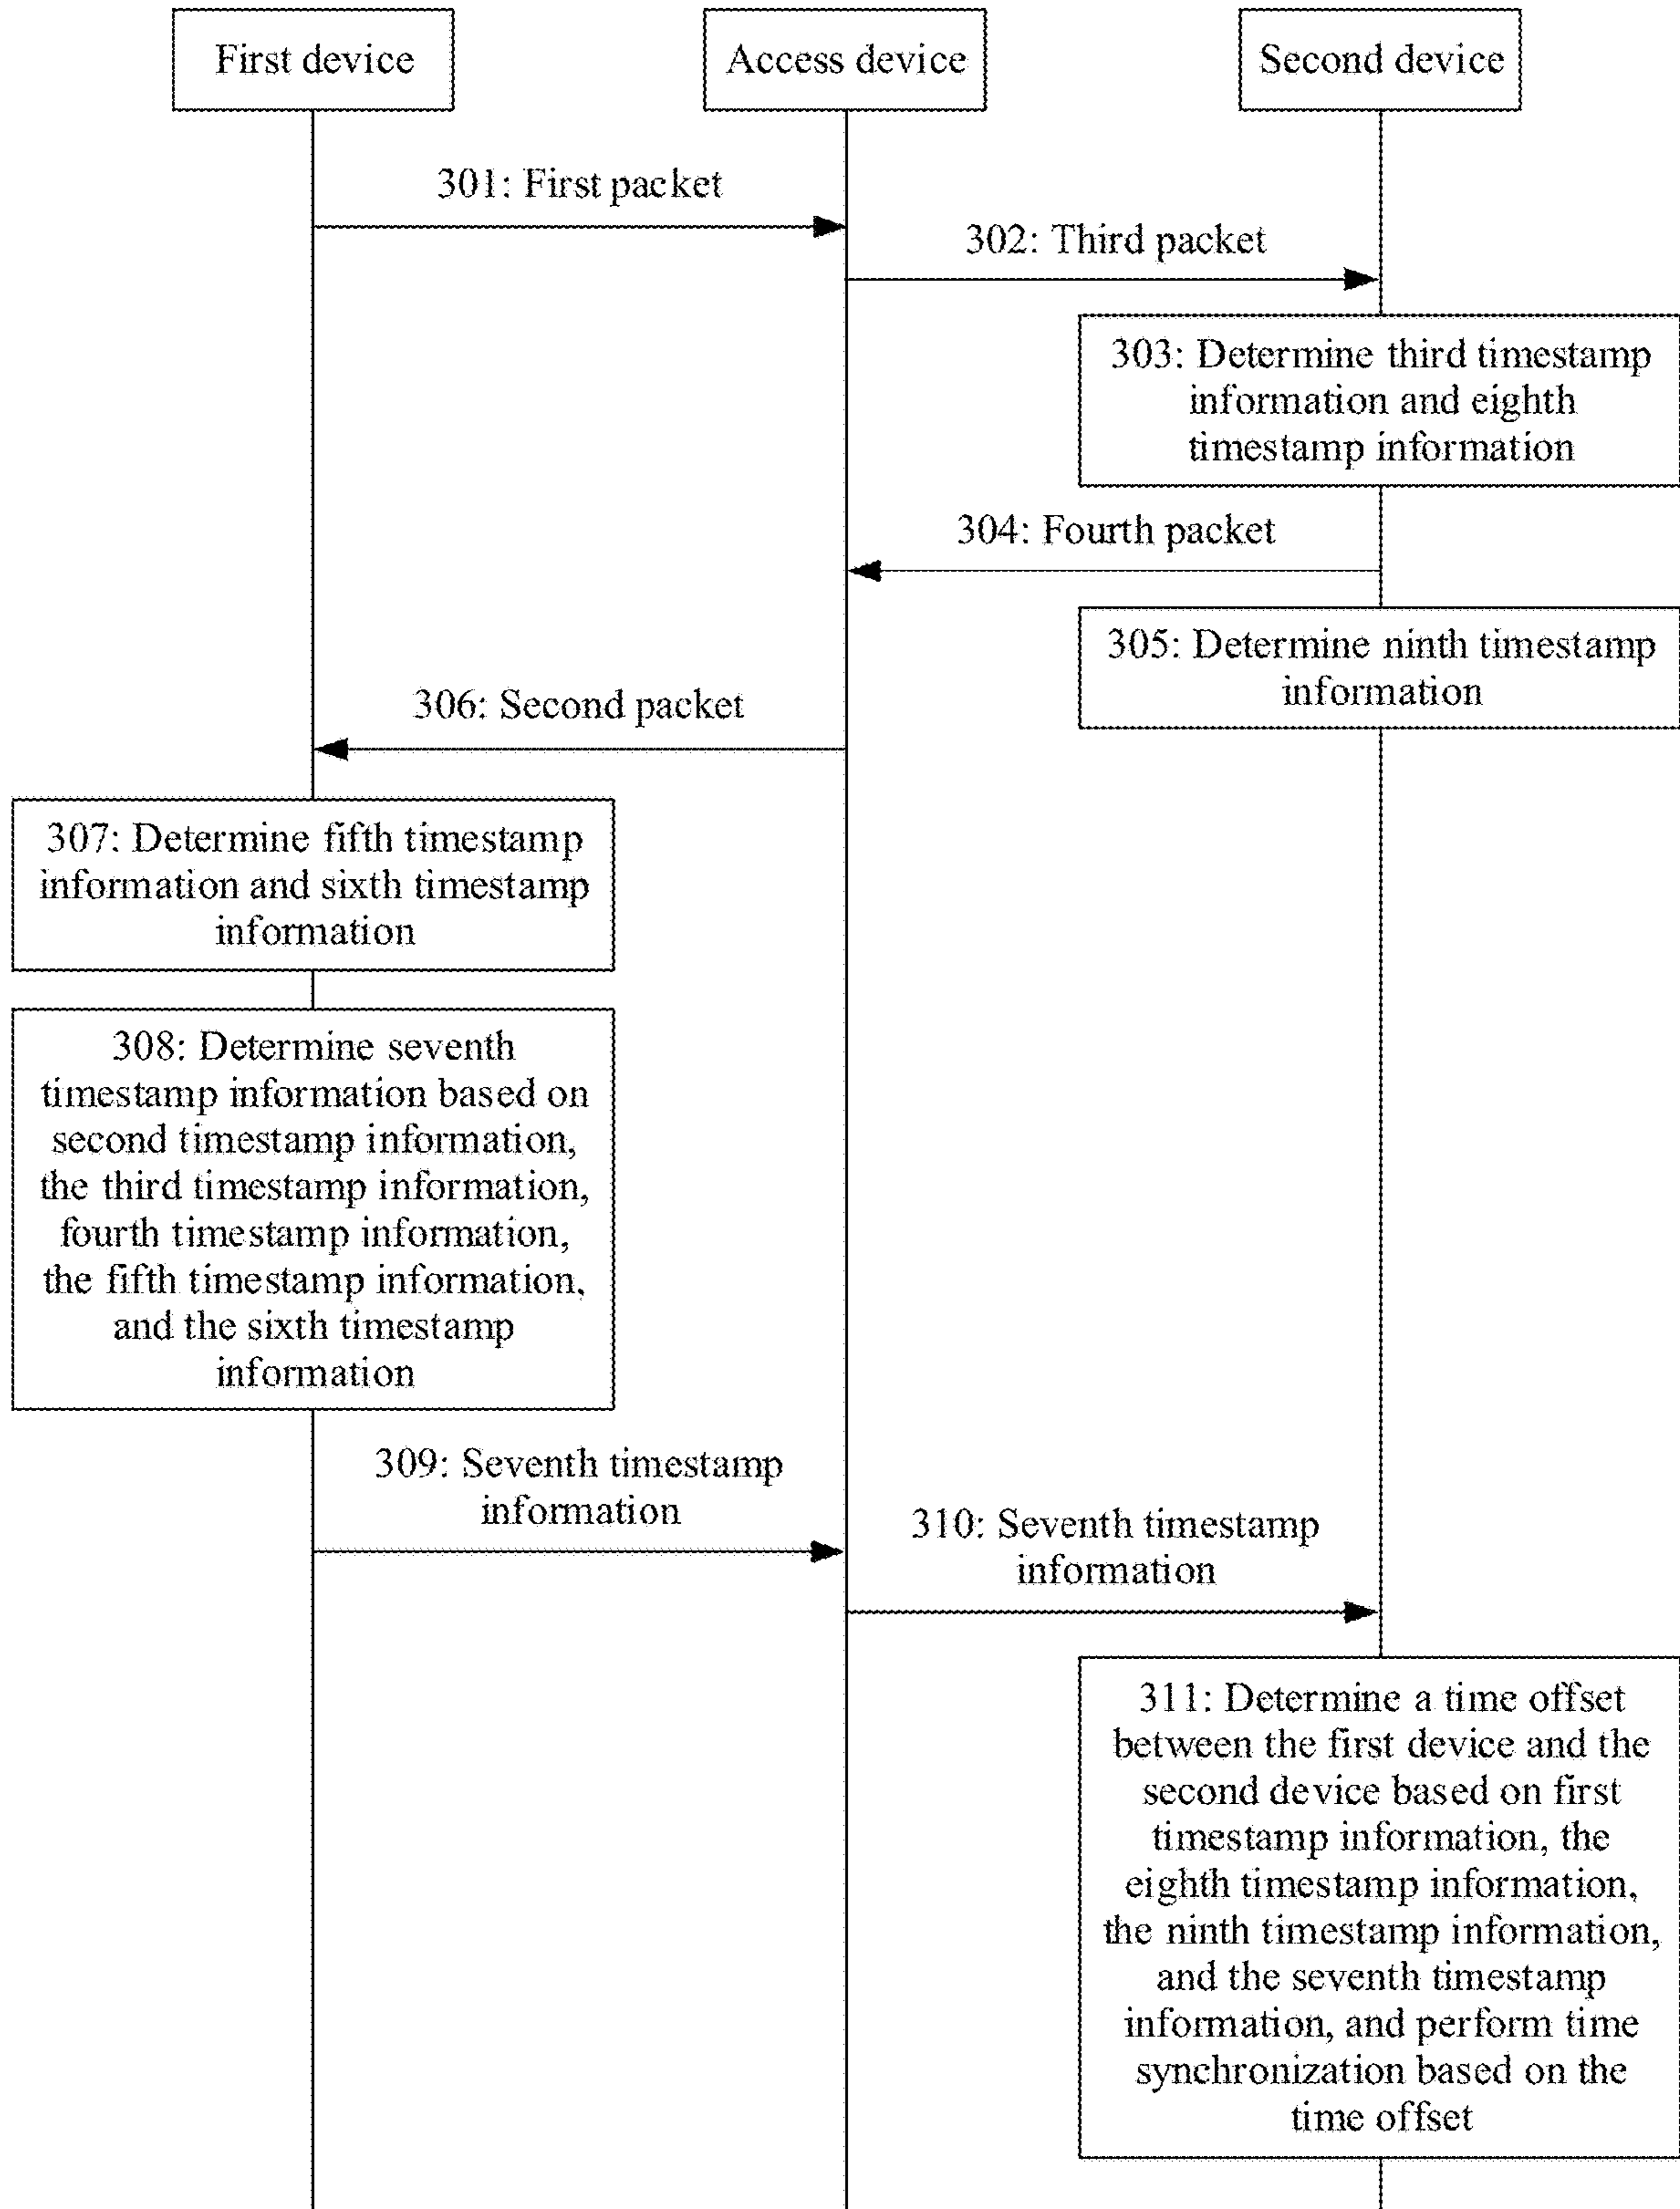 First device
Access device
Second device
301: First packet
302: Third packet
303: Determine third timestamp
information and eighth
timestamp information
304: Fourth packet
305: Determine ninth timestamp
information
306: Second packet
307: Determine fifth timestamp
information and sixth timestamp
information
308: Determine seventh
timestamp information based on
second timestamp information,
the third timestamp information,
fourth timestamp information,
the fifth timestamp information,
and the sixth timestamp
information
309: Seventh timestamp
information
310: Seventh timestamp
information
311: Determine a time offset
between the first device and the
second device based on first
timestamp information, the
eighth timestamp information,
the ninth timestamp information,
and the seventh timestamp
information, and perform time
synchronization based on the
time offset